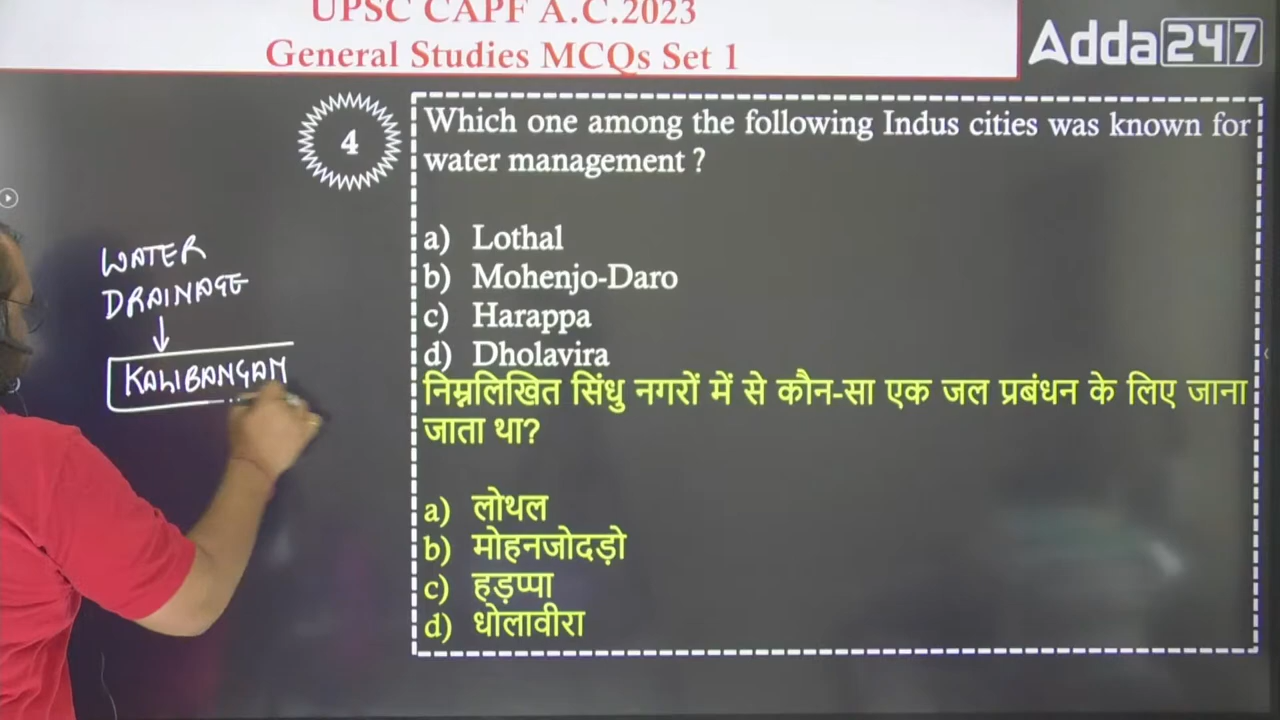 UPSC CAPF A.C.2023
General Studies MCQs Set 1
Adda247
4
Which one among the following Indus cities was known for
water management ?
a) Lothal
b) Mohenjo-Daro
c) Harappa
d) Dholavira
निम्नलिखित सिंधु नगरों में से कौन-सा एक जल प्रबंधन के लिए जाना
जाता था?
a) लोथल
b) मोहनजोदड़ो
c) हड़प्पा
d) धोलावीरा
WATER
DRAINAGE
KALIBANGAN